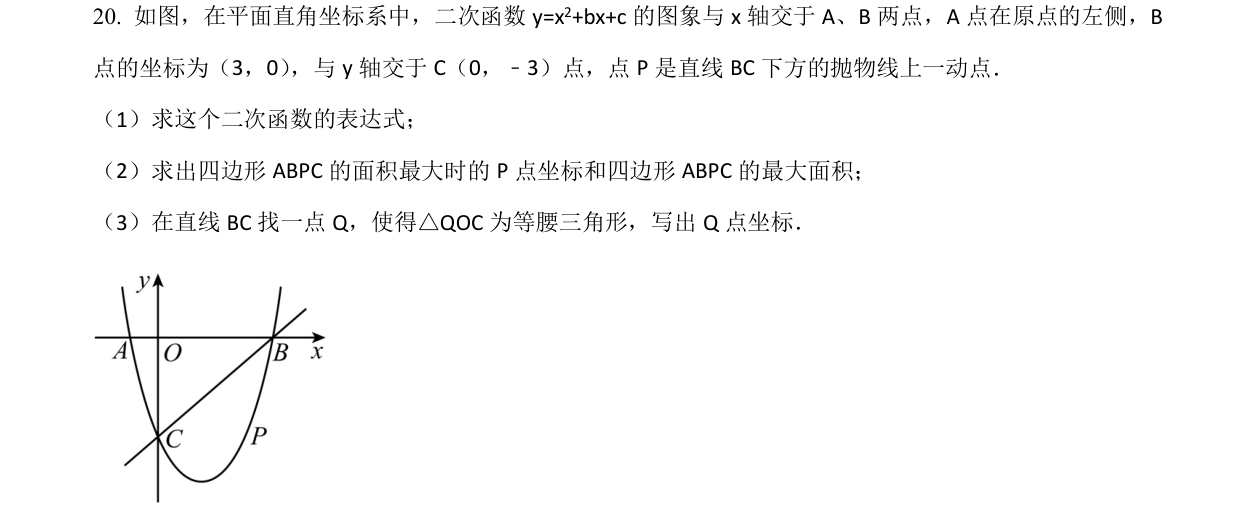 20. 如图，在平面直角坐标系中，二次函数 y=x²+bx+c 的图象与 x 轴交于 A、B 两点，A 点在原点的左侧，B
点的坐标为（3，0），与 y 轴交于 C（0，﹣3）点，点 P 是直线 BC 下方的抛物线上一动点．
（1）求这个二次函数的表达式；
（2）求出四边形 ABPC 的面积最大时的 P 点坐标和四边形 ABPC 的最大面积；
（3）在直线 BC 找一点 Q，使得△QOC 为等腰三角形，写出 Q 点坐标．
y
A O B x
C P